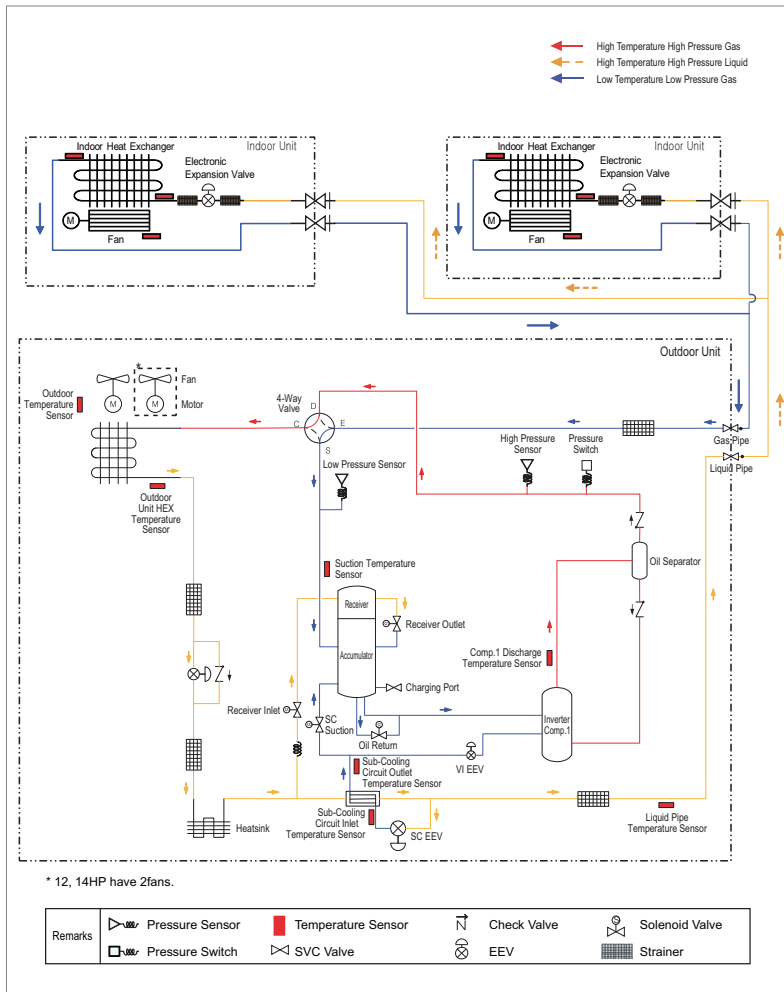 High Temperature High Pressure Gas
High Temperature High Pressure Liquid
Low Temperature Low Pressure Gas
Indoor Heat Exchanger
Indoor Unit
Electronic
Expansion Valve
M
Fan
Indoor Heat Exchanger
Indoor Unit
Electronic
Expansion Valve
M
Fan
Outdoor Unit
*
Fan
Motor
M
M
Outdoor
Temperature
Sensor
4-Way
Valve
D
C
E
S
High Pressure
Sensor
Pressure
Switch
Gas Pipe
Liquid Pipe
Low Pressure Sensor
Outdoor
Unit HEX
Temperature
Sensor
Suction Temperature
Sensor
Oil Separator
Receiver
Receiver Outlet
Accumulator
Comp.1 Discharge
Temperature Sensor
Charging Port
Receiver Inlet
SC
Suction
Oil Return
Inverter
Comp.1
VI EEV
Sub-Cooling
Circuit Outlet
Temperature Sensor
Heatsink
Sub-Cooling
Circuit Inlet
Temperature Sensor
SC EEV
Liquid Pipe
Temperature Sensor
* 12, 14HP have 2fans.
Remarks
Pressure Sensor
Temperature Sensor
Check Valve
Solenoid Valve
Pressure Switch
SVC Valve
EEV
Strainer